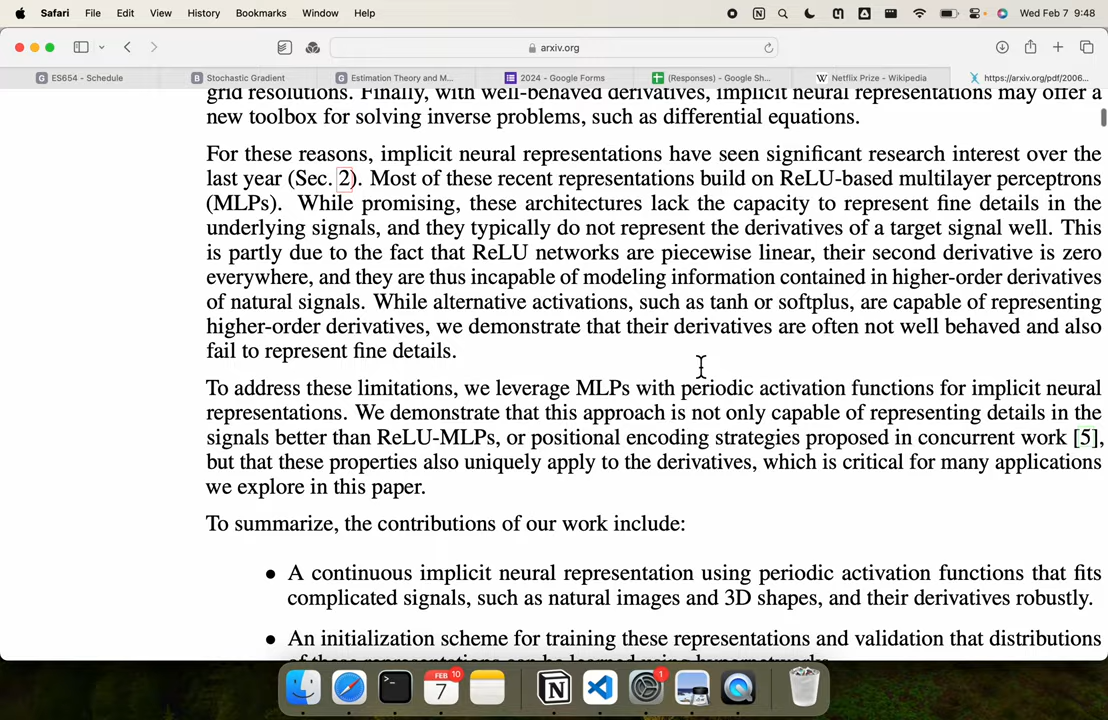 Safari File Edit View History Bookmarks Window Help Wed Feb 7 9:48
arxiv.org
ES654 - Schedule Stochastic Gradient Estimation Theory and M... 2024 - Google Forms (Responses) - Google Sh... Netflix Prize - Wikipedia https://arxiv.org/pdf/2006...
grid resolutions. Finally, with well-behaved derivatives, implicit neural representations may offer a
new toolbox for solving inverse problems, such as differential equations.
For these reasons, implicit neural representations have seen significant research interest over the
last year (Sec. 2). Most of these recent representations build on ReLU-based multilayer perceptrons
(MLPs). While promising, these architectures lack the capacity to represent fine details in the
underlying signals, and they typically do not represent the derivatives of a target signal well. This
is partly due to the fact that ReLU networks are piecewise linear, their second derivative is zero
everywhere, and they are thus incapable of modeling information contained in higher-order derivatives
of natural signals. While alternative activations, such as tanh or softplus, are capable of representing
higher-order derivatives, we demonstrate that their derivatives are often not well behaved and also
fail to represent fine details.
To address these limitations, we leverage MLPs with periodic activation functions for implicit neural
representations. We demonstrate that this approach is not only capable of representing details in the
signals better than ReLU-MLPs, or positional encoding strategies proposed in concurrent work [5],
but that these properties also uniquely apply to the derivatives, which is critical for many applications
we explore in this paper.
To summarize, the contributions of our work include:
• A continuous implicit neural representation using periodic activation functions that fits
complicated signals, such as natural images and 3D shapes, and their derivatives robustly.
• An initialization scheme for training these representations and validation that distributions
of these representations can be learned using hypernetworks.
FEB 10 1
7